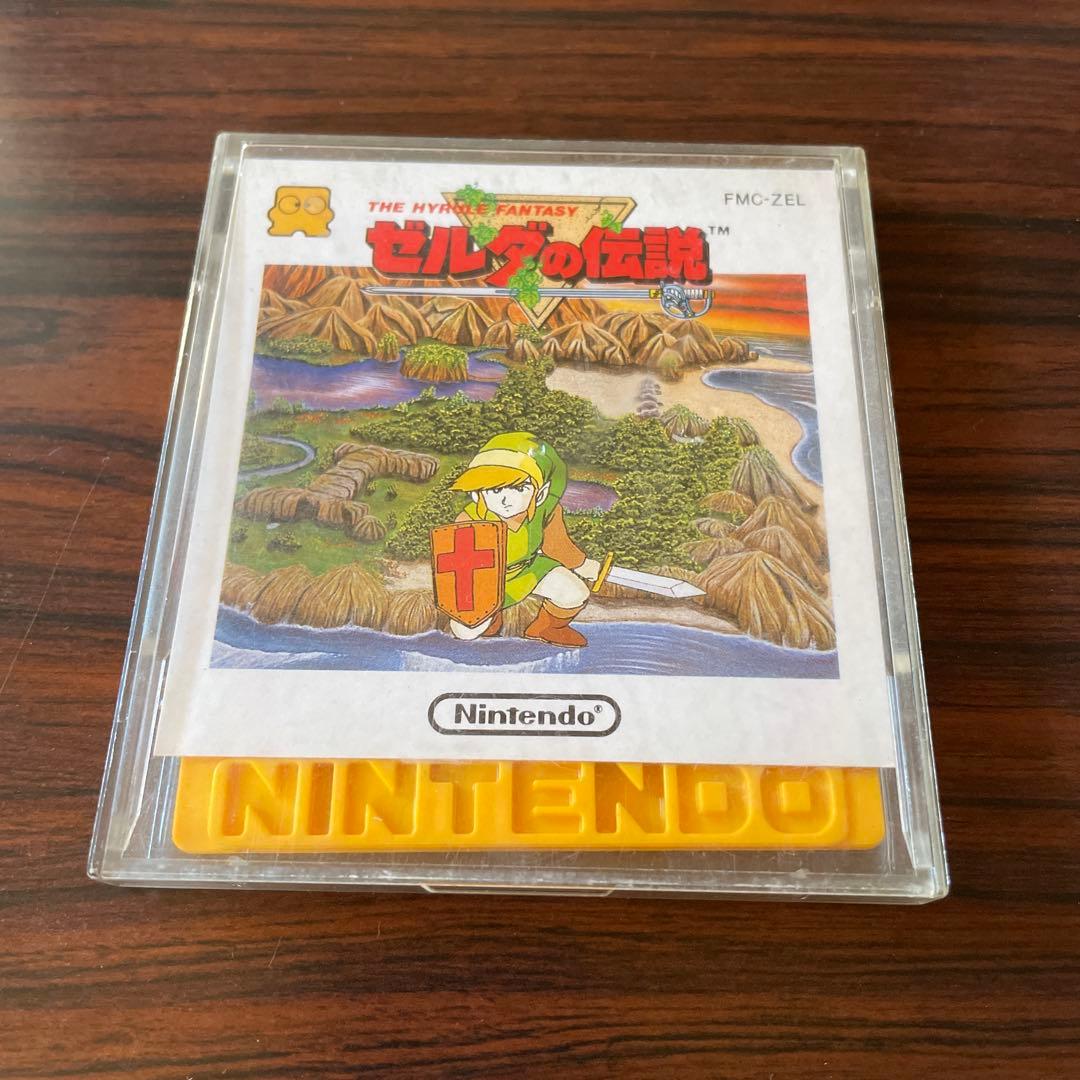 FMC-ZEL
THE HYRULE FANTASY
ゼルダの伝説™
Nintendo®
NINTENDO